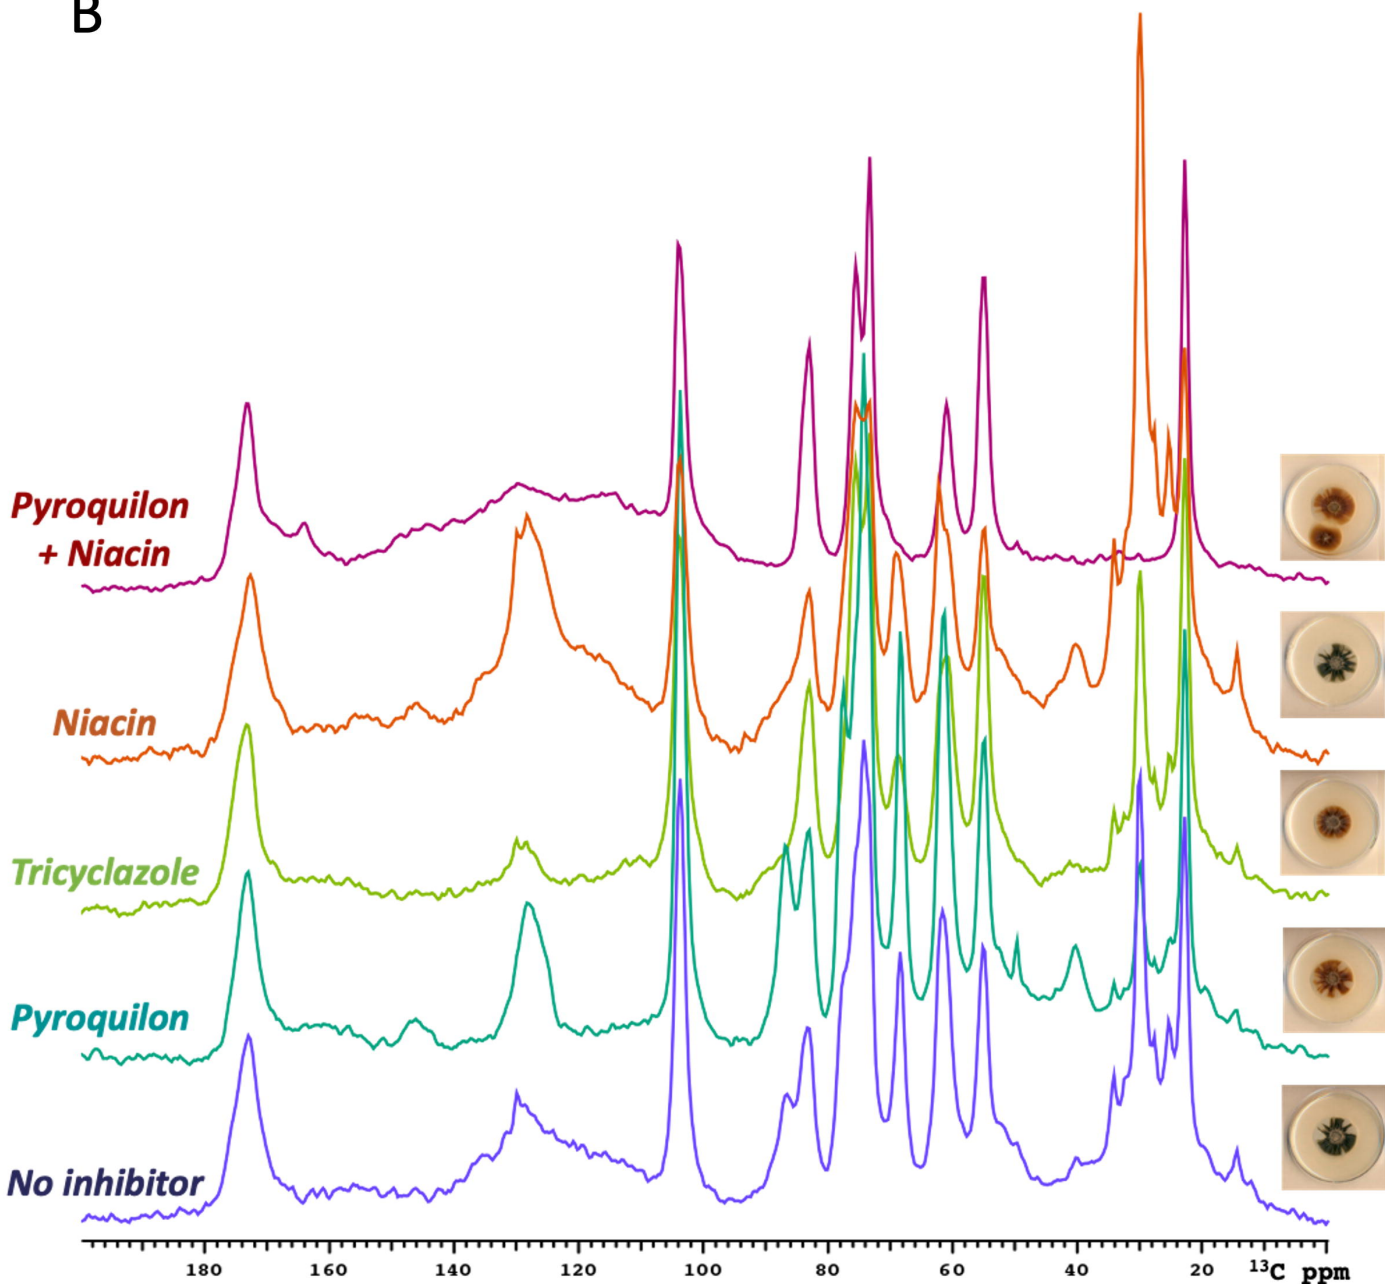 B
Pyroquilon
+ Niacin
Niacin
Tricyclazole
Pyroquilon
No inhibitor
180 160 140 120 100 80 60 40 20 ¹³C ppm